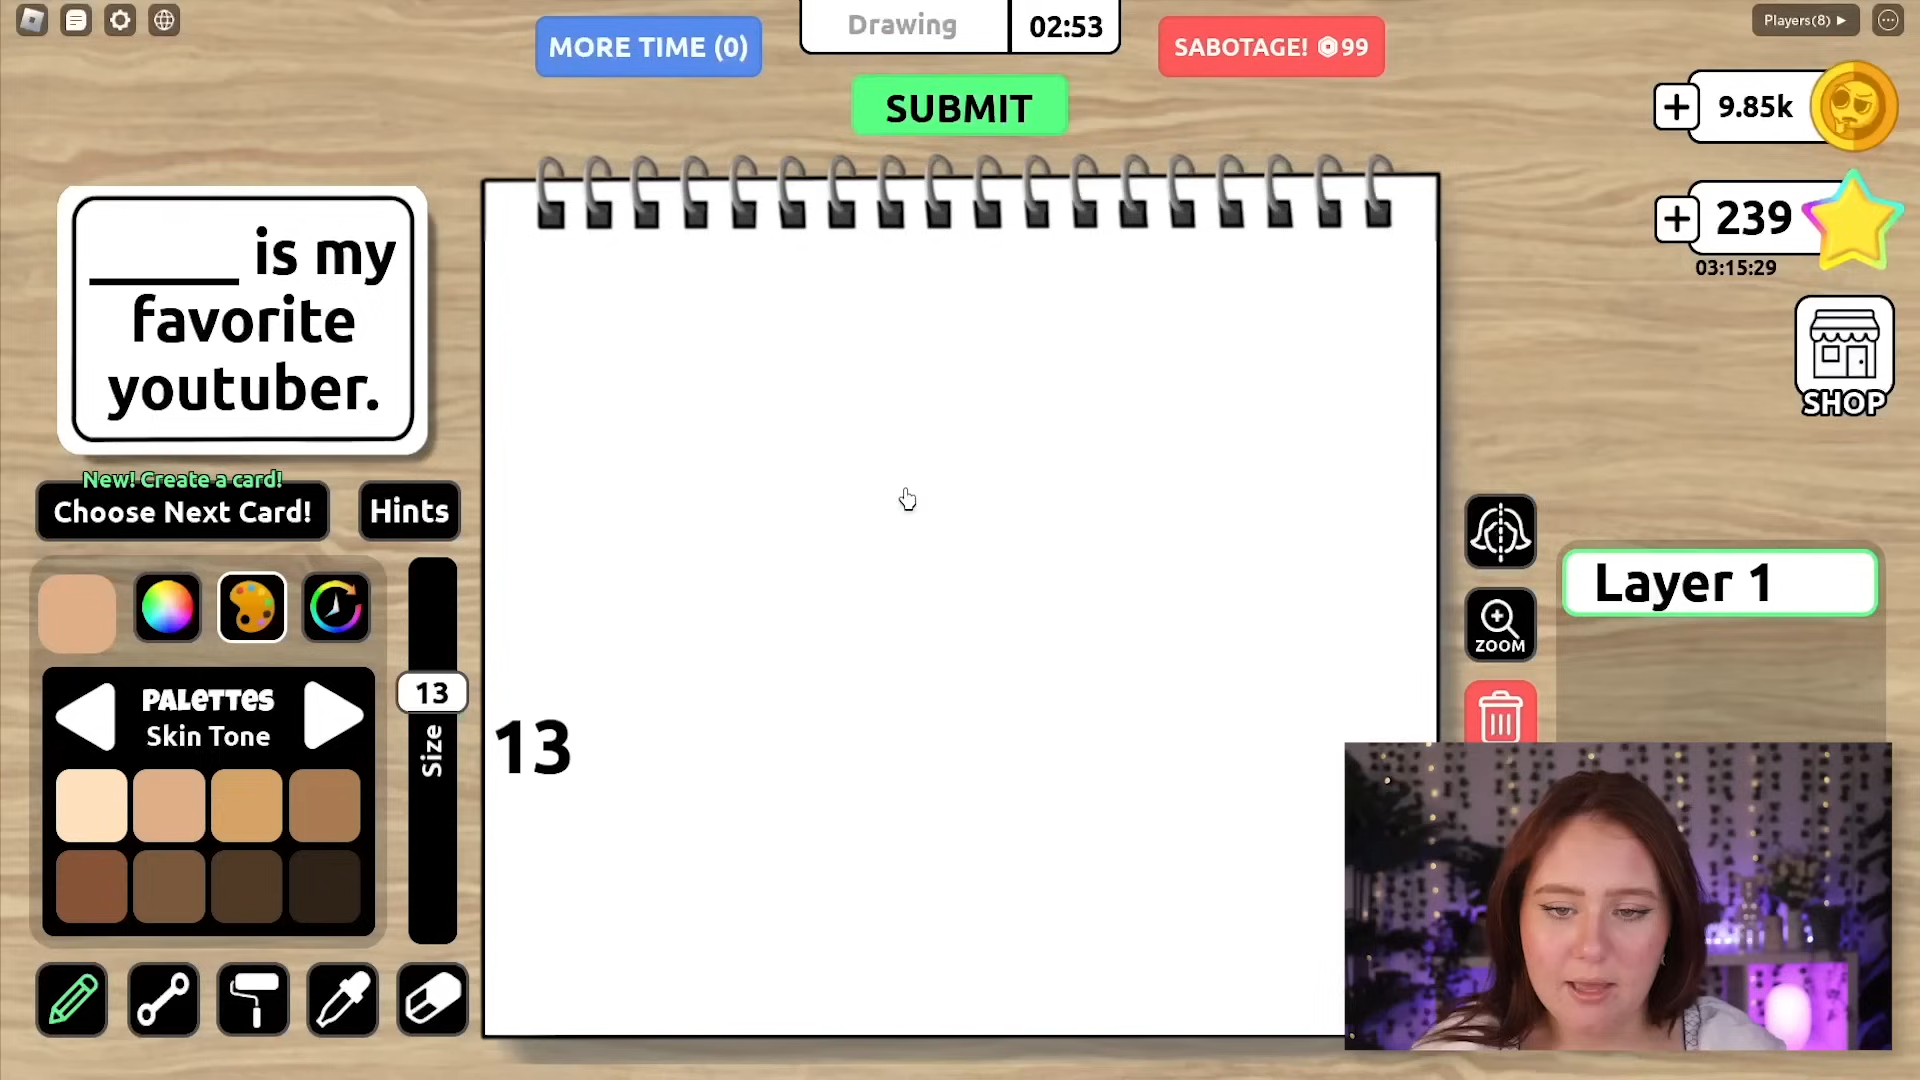 Players(8)
MORE TIME (0)
Drawing
02:53
SABOTAGE! 99
SUBMIT
9.85k
239
03:15:29
SHOP
_____ is my
favorite
youtuber.
New! Create a card!
Choose Next Card!
Hints
PALETTES
Skin Tone
13
Size
13
ZOOM
Layer 1